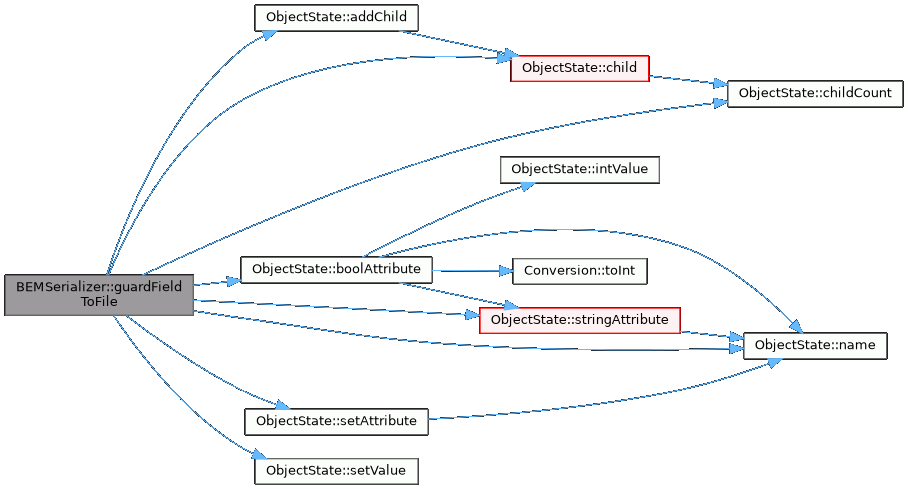 ObjectState::addChild
ObjectState::child
ObjectState::childCount
ObjectState::intValue
ObjectState::boolAttribute
Conversion::toInt
BEMSerializer::guardField
ToFile
ObjectState::stringAttribute
ObjectState::name
ObjectState::setAttribute
ObjectState::setValue